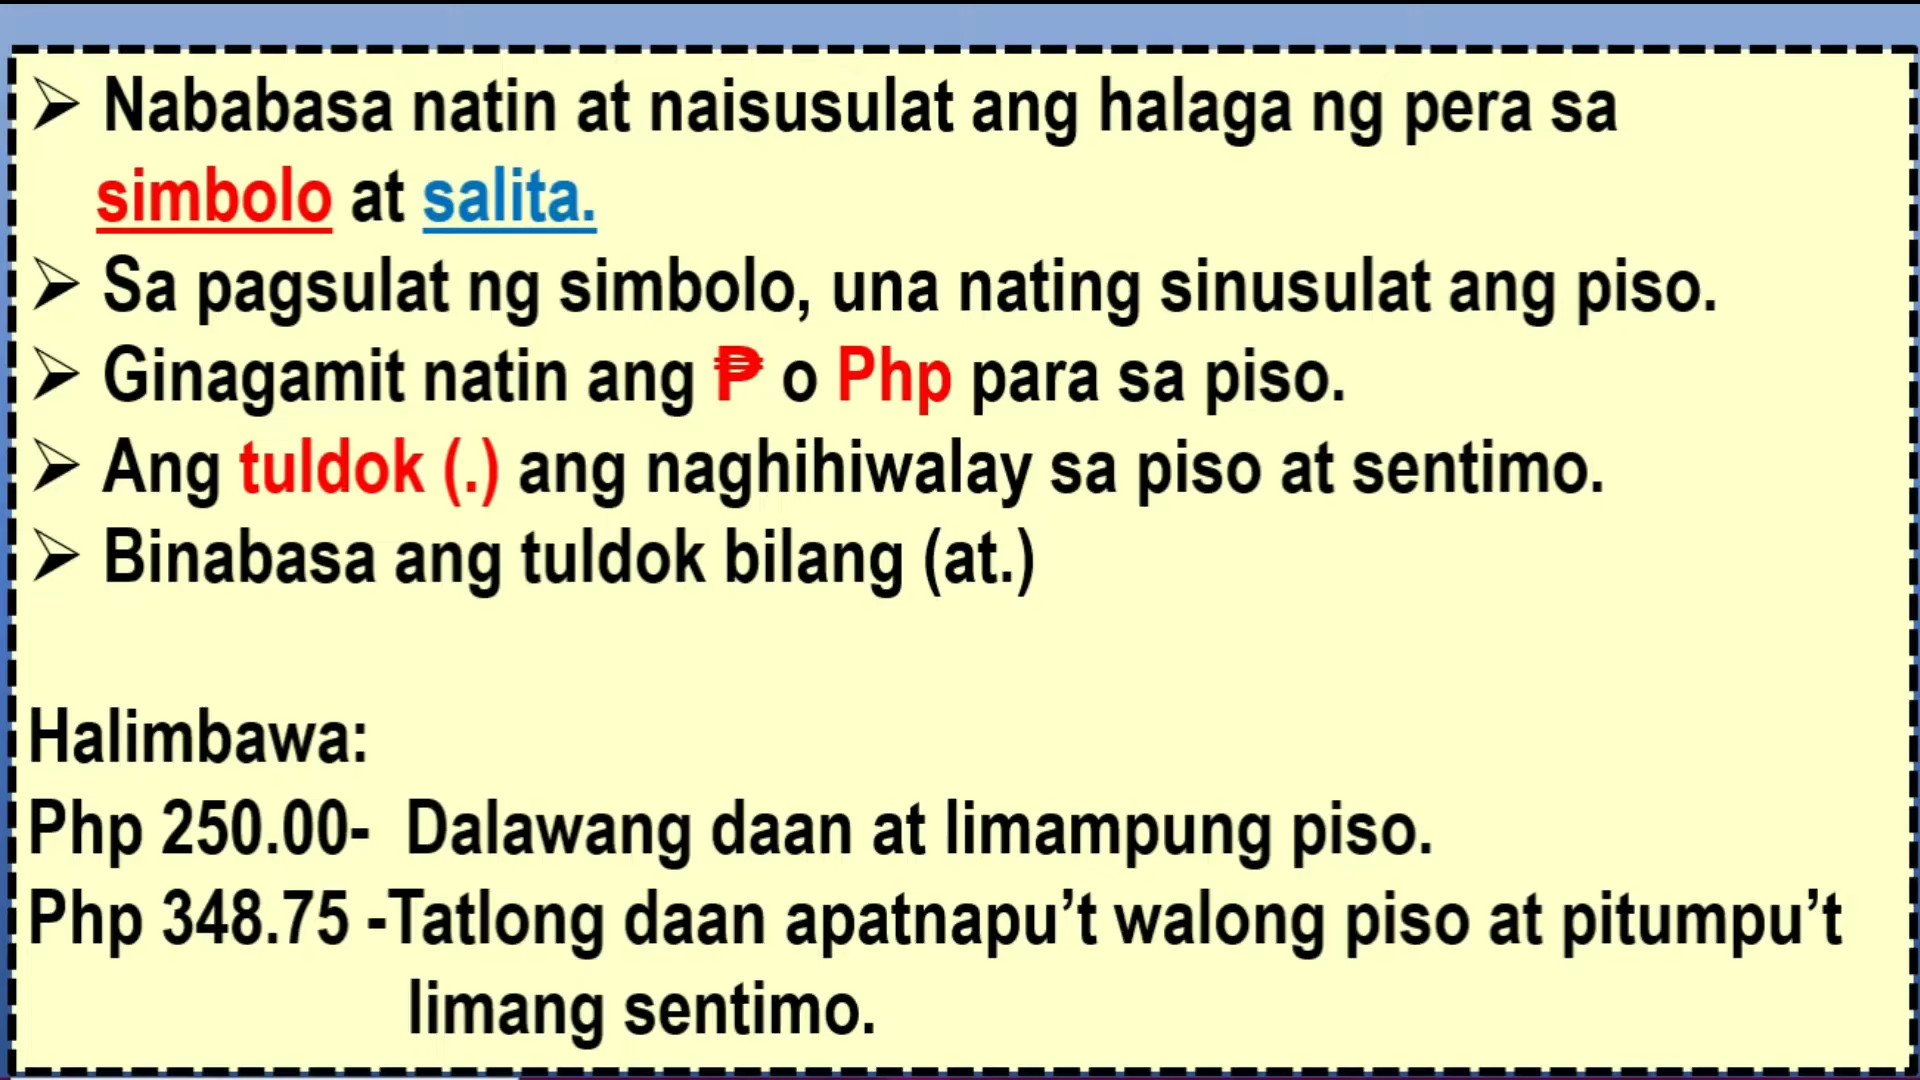 ➢ Nababasa natin at naisusulat ang halaga ng pera sa
simbolo at salita.
➢ Sa pagsulat ng simbolo, una nating sinusulat ang piso.
➢ Ginagamit natin ang ₱ o Php para sa piso.
➢ Ang tuldok (.) ang naghihiwalay sa piso at sentimo.
➢ Binabasa ang tuldok bilang (at.)
Halimbawa:
Php 250.00- Dalawang daan at limampung piso.
Php 348.75 -Tatlong daan apatnapu’t walong piso at pitumpu’t
limang sentimo.